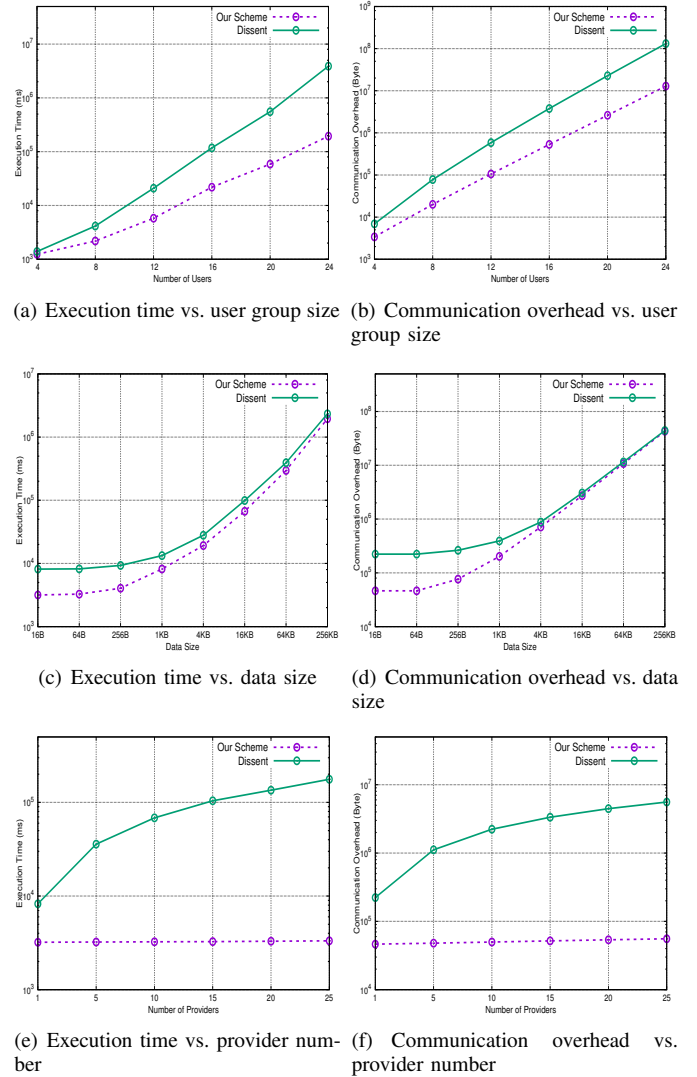 Our Scheme
Dissent
Execution Time (ms)
10^7
10^6
10^5
10^4
10^3
4 8 12 16 20 24
Number of Users
Our Scheme
Dissent
Communication Overhead (Byte)
10^9
10^8
10^7
10^6
10^5
10^4
10^3
4 8 12 16 20 24
Number of Users
(a) Execution time vs. user group size
(b) Communication overhead vs. user
group size
Our Scheme
Dissent
Execution Time (ms)
10^7
10^6
10^5
10^4
10^3
16B 64B 256B 1KB 4KB 16KB 64KB 256KB
Data Size
Our Scheme
Dissent
Communication Overhead (Byte)
10^8
10^7
10^6
10^5
10^4
16B 64B 256B 1KB 4KB 16KB 64KB 256KB
Data Size
(c) Execution time vs. data size
(d) Communication overhead vs. data
size
Our Scheme
Dissent
Execution Time (ms)
10^5
10^4
10^3
1 5 10 15 20 25
Number of Providers
Our Scheme
Dissent
Communication Overhead (Byte)
10^7
10^6
10^5
10^4
1 5 10 15 20 25
Number of Providers
(e) Execution time vs. provider num-
ber
(f) Communication overhead vs.
provider number